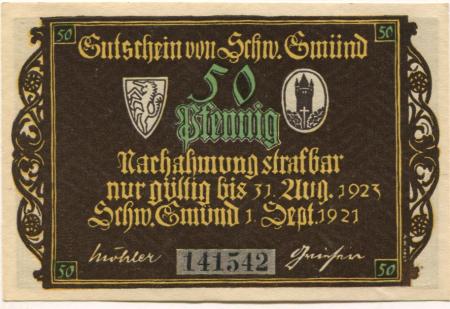 50 50
Gutschein von Schw. Gmünd
50
Pfennig
Nachahmung strafbar
nur gültig bis 31. Aug. 1923
Schw. Gmünd 1. Sept. 1921
Möhler 141542
50 50